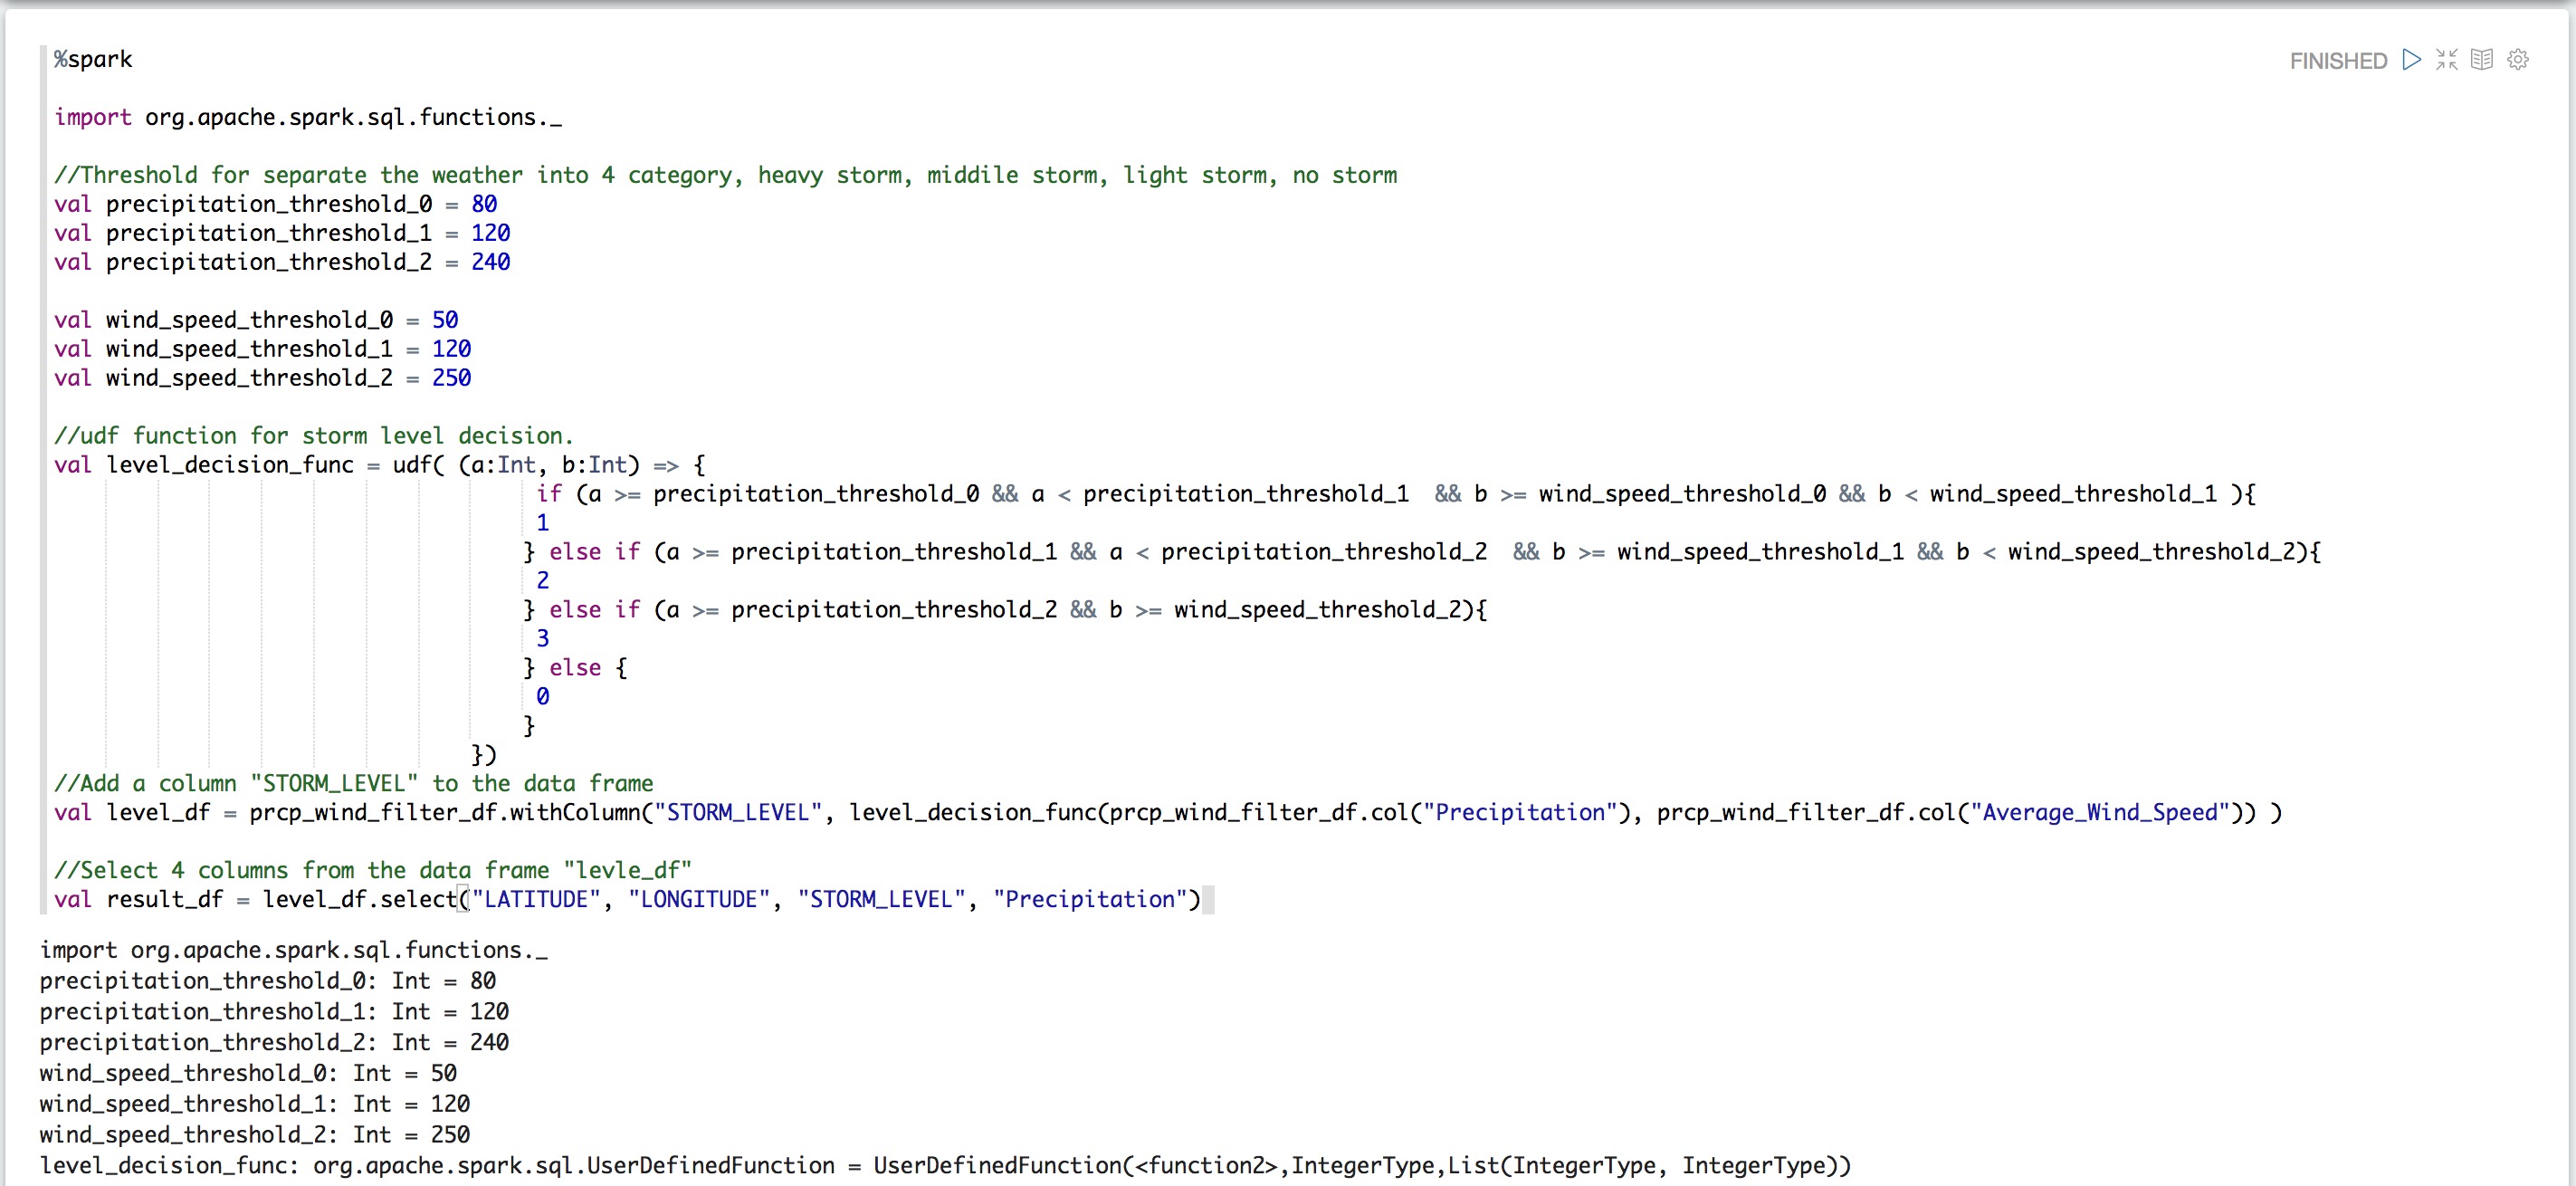 %spark
FINISHED
import org.apache.spark.sql.functions._
//Threshold for separate the weather into 4 category, heavy storm, middile storm, light storm, no storm
val precipitation_threshold_0 = 80
val precipitation_threshold_1 = 120
val precipitation_threshold_2 = 240
val wind_speed_threshold_0 = 50
val wind_speed_threshold_1 = 120
val wind_speed_threshold_2 = 250
//udf function for storm level decision.
val level_decision_func = udf( (a:Int, b:Int) => {
if (a >= precipitation_threshold_0 && a < precipitation_threshold_1  && b >= wind_speed_threshold_0 && b < wind_speed_threshold_1 ){
1
} else if (a >= precipitation_threshold_1 && a < precipitation_threshold_2  && b >= wind_speed_threshold_1 && b < wind_speed_threshold_2){
2
} else if (a >= precipitation_threshold_2 && b >= wind_speed_threshold_2){
3
} else {
0
}
})
//Add a column "STORM_LEVEL" to the data frame
val level_df = prcp_wind_filter_df.withColumn("STORM_LEVEL", level_decision_func(prcp_wind_filter_df.col("Precipitation"), prcp_wind_filter_df.col("Average_Wind_Speed")) )
//Select 4 columns from the data frame "levle_df"
val result_df = level_df.select("LATITUDE", "LONGITUDE", "STORM_LEVEL", "Precipitation")
import org.apache.spark.sql.functions._
precipitation_threshold_0: Int = 80
precipitation_threshold_1: Int = 120
precipitation_threshold_2: Int = 240
wind_speed_threshold_0: Int = 50
wind_speed_threshold_1: Int = 120
wind_speed_threshold_2: Int = 250
level_decision_func: org.apache.spark.sql.UserDefinedFunction = UserDefinedFunction(<function2>,IntegerType,List(IntegerType, IntegerType))